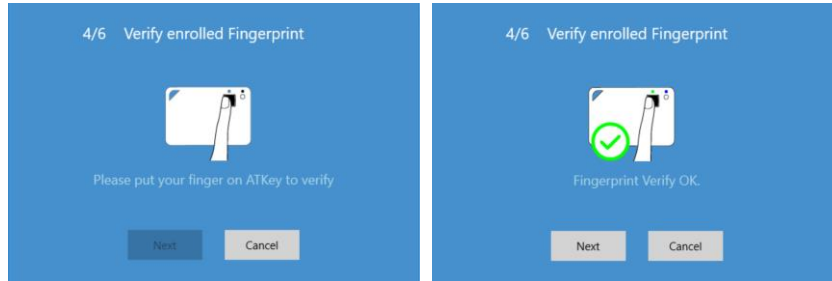 4/6 Verify enrolled Fingerprint
Please put your finger on ATKey to verify
Next Cancel
4/6 Verify enrolled Fingerprint
Fingerprint Verify OK.
Next Cancel